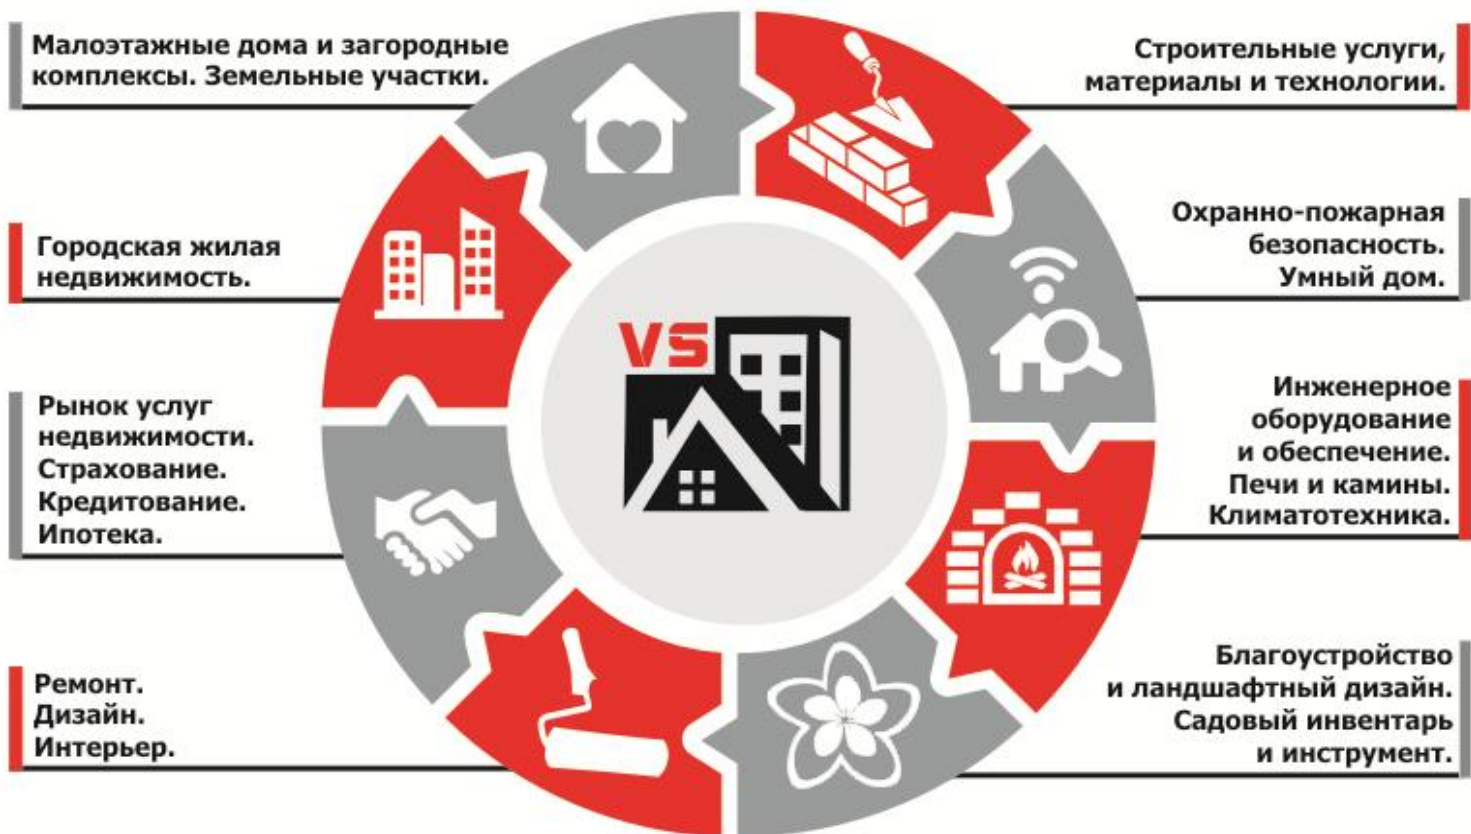 Малоэтажные дома и загородные
комплексы. Земельные участки.
Городская жилая
недвижимость.
Рынок услуг
недвижимости.
Страхование.
Кредитование.
Ипотека.
Ремонт.
Дизайн.
Интерьер.
VS
Строительные услуги,
материалы и технологии.
Охранно-пожарная
безопасность.
Умный дом.
Инженерное
оборудование
и обеспечение.
Печи и камины.
Климатотехника.
Благоустройство
и ландшафтный дизайн.
Садовый инвентарь
и инструмент.